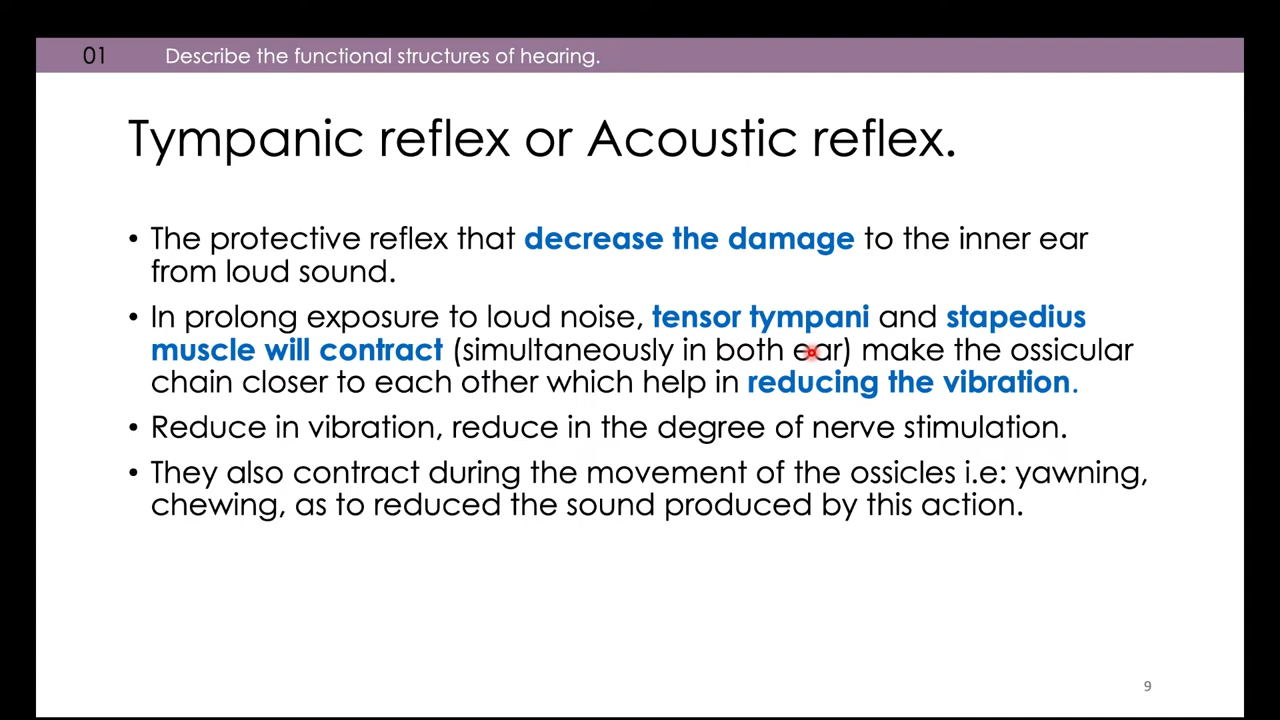 01 Describe the functional structures of hearing.
Tympanic reflex or Acoustic reflex.
• The protective reflex that decrease the damage to the inner ear
from loud sound.
• In prolong exposure to loud noise, tensor tympani and stapedius
muscle will contract (simultaneously in both ear) make the ossicular
chain closer to each other which help in reducing the vibration.
• Reduce in vibration, reduce in the degree of nerve stimulation.
• They also contract during the movement of the ossicles i.e: yawning,
chewing, as to reduced the sound produced by this action.
9